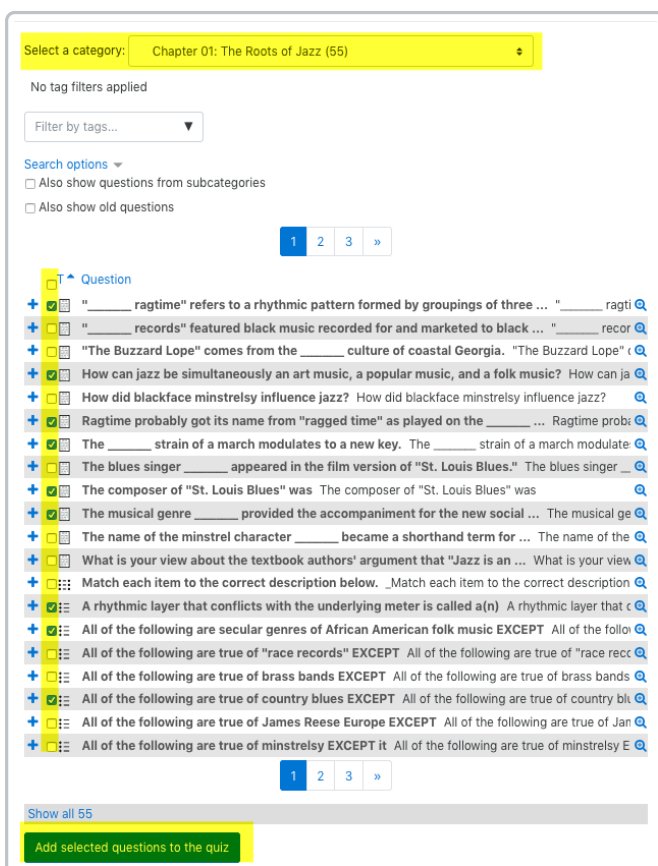 Select a category: Chapter 01: The Roots of Jazz (55)
No tag filters applied
Filter by tags... ▼
Search options
Also show questions from subcategories
Also show old questions
1 2 3 »
T Question
"_______ ragtime" refers to a rhythmic pattern formed by groupings of three ... "_______ ragti
"_______ records" featured black music recorded for and marketed to black ... "_______ recor
"The Buzzard Lope" comes from the _______ culture of coastal Georgia. "The Buzzard Lope" c
How can jazz be simultaneously an art music, a popular music, and a folk music? How can ja
How did blackface minstrelsy influence jazz? How did blackface minstrelsy influence jazz?
Ragtime probably got its name from "ragged time" as played on the _______ ... Ragtime proba
The _______ strain of a march modulates to a new key. The _______ strain of a march modulate
The blues singer _______ appeared in the film version of "St. Louis Blues." The blues singer _
The composer of "St. Louis Blues" was The composer of "St. Louis Blues" was
The musical genre _______ provided the accompaniment for the new social ... The musical ge
The name of the minstrel character _______ became a shorthand term for ... The name of the
What is your view about the textbook authors' argument that "Jazz is an ... What is your view
Match each item to the correct description below. _Match each item to the correct description
A rhythmic layer that conflicts with the underlying meter is called a(n) A rhythmic layer that c
All of the following are secular genres of African American folk music EXCEPT All of the follov
All of the following are true of "race records" EXCEPT All of the following are true of "race recc
All of the following are true of brass bands EXCEPT All of the following are true of brass bands
All of the following are true of country blues EXCEPT All of the following are true of country blu
All of the following are true of James Reese Europe EXCEPT All of the following are true of Jan
All of the following are true of minstrelsy EXCEPT it All of the following are true of minstrelsy E
1 2 3 »
Show all 55
Add selected questions to the quiz